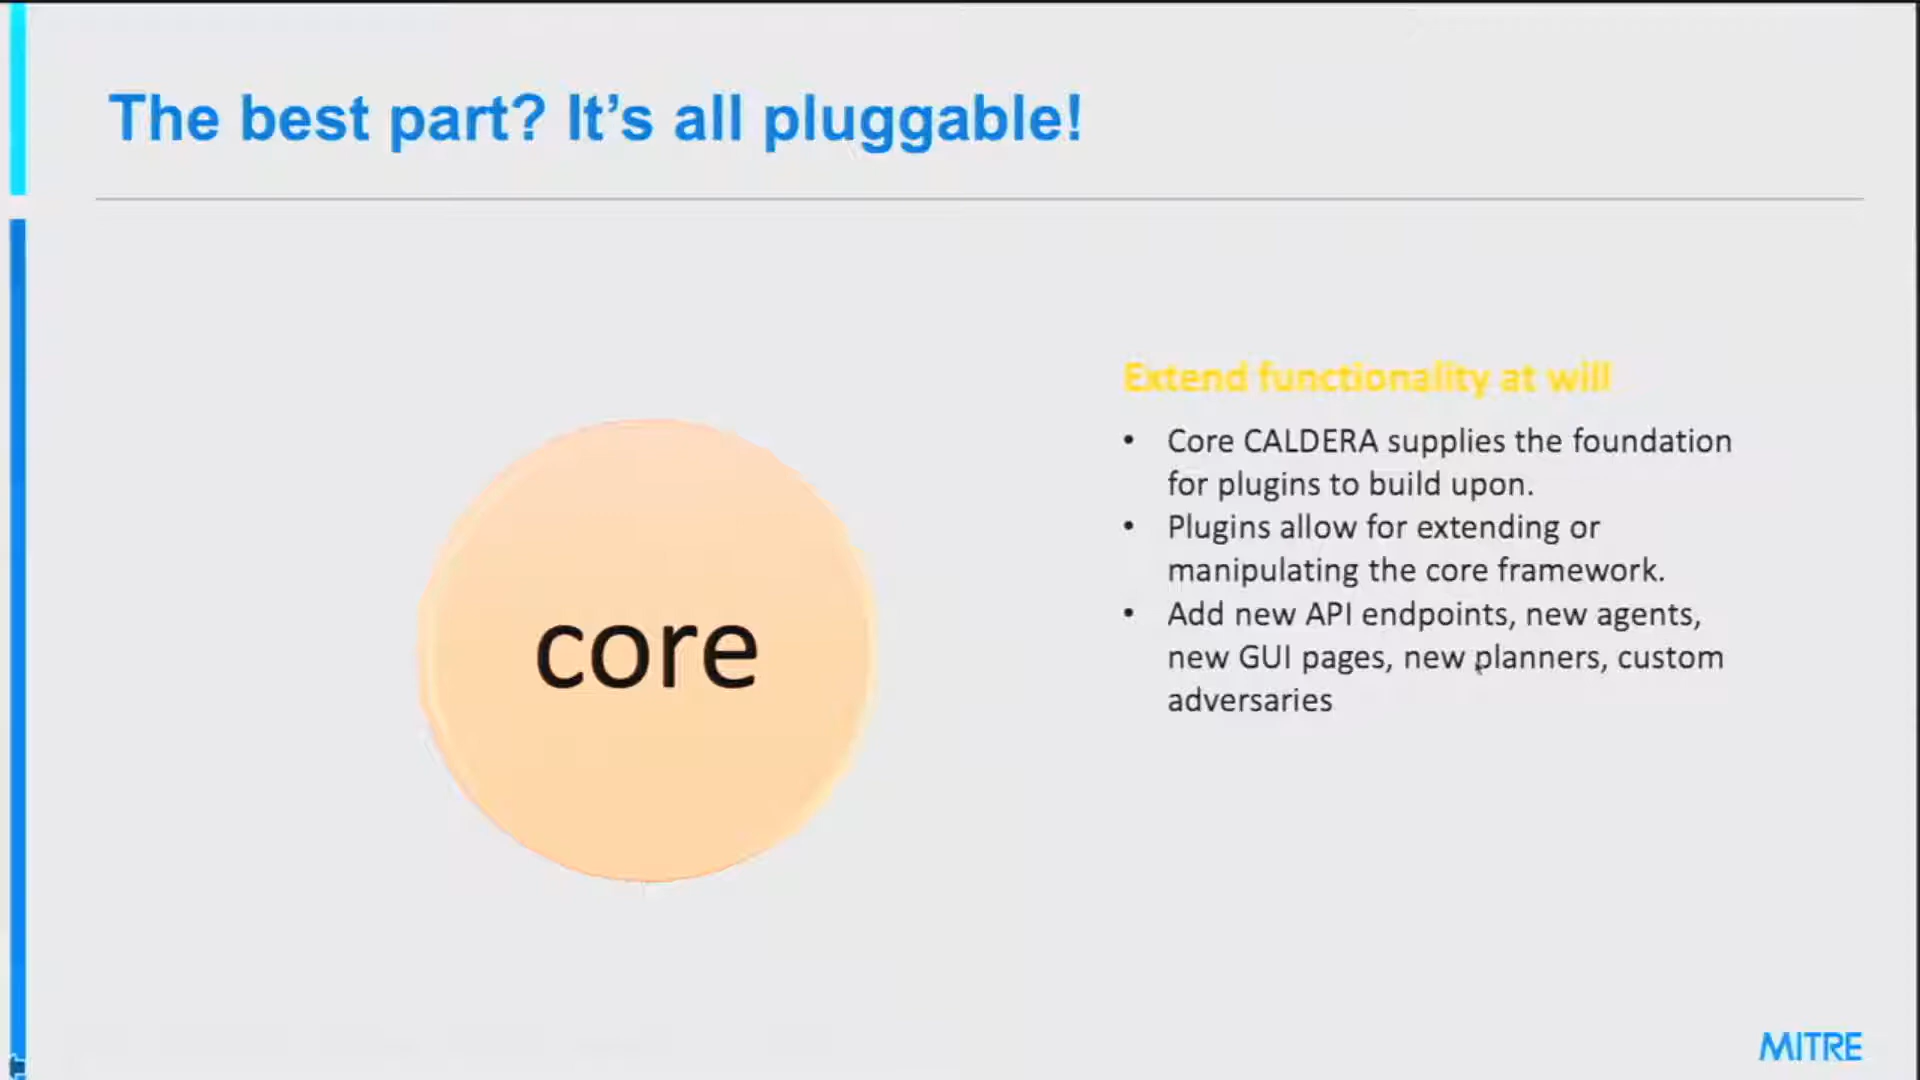 The best part? It's all pluggable!
core
Extend functionality at will
• Core CALDERA supplies the foundation
for plugins to build upon.
• Plugins allow for extending or
manipulating the core framework.
• Add new API endpoints, new agents,
new GUI pages, new planners, custom
adversaries
MITRE